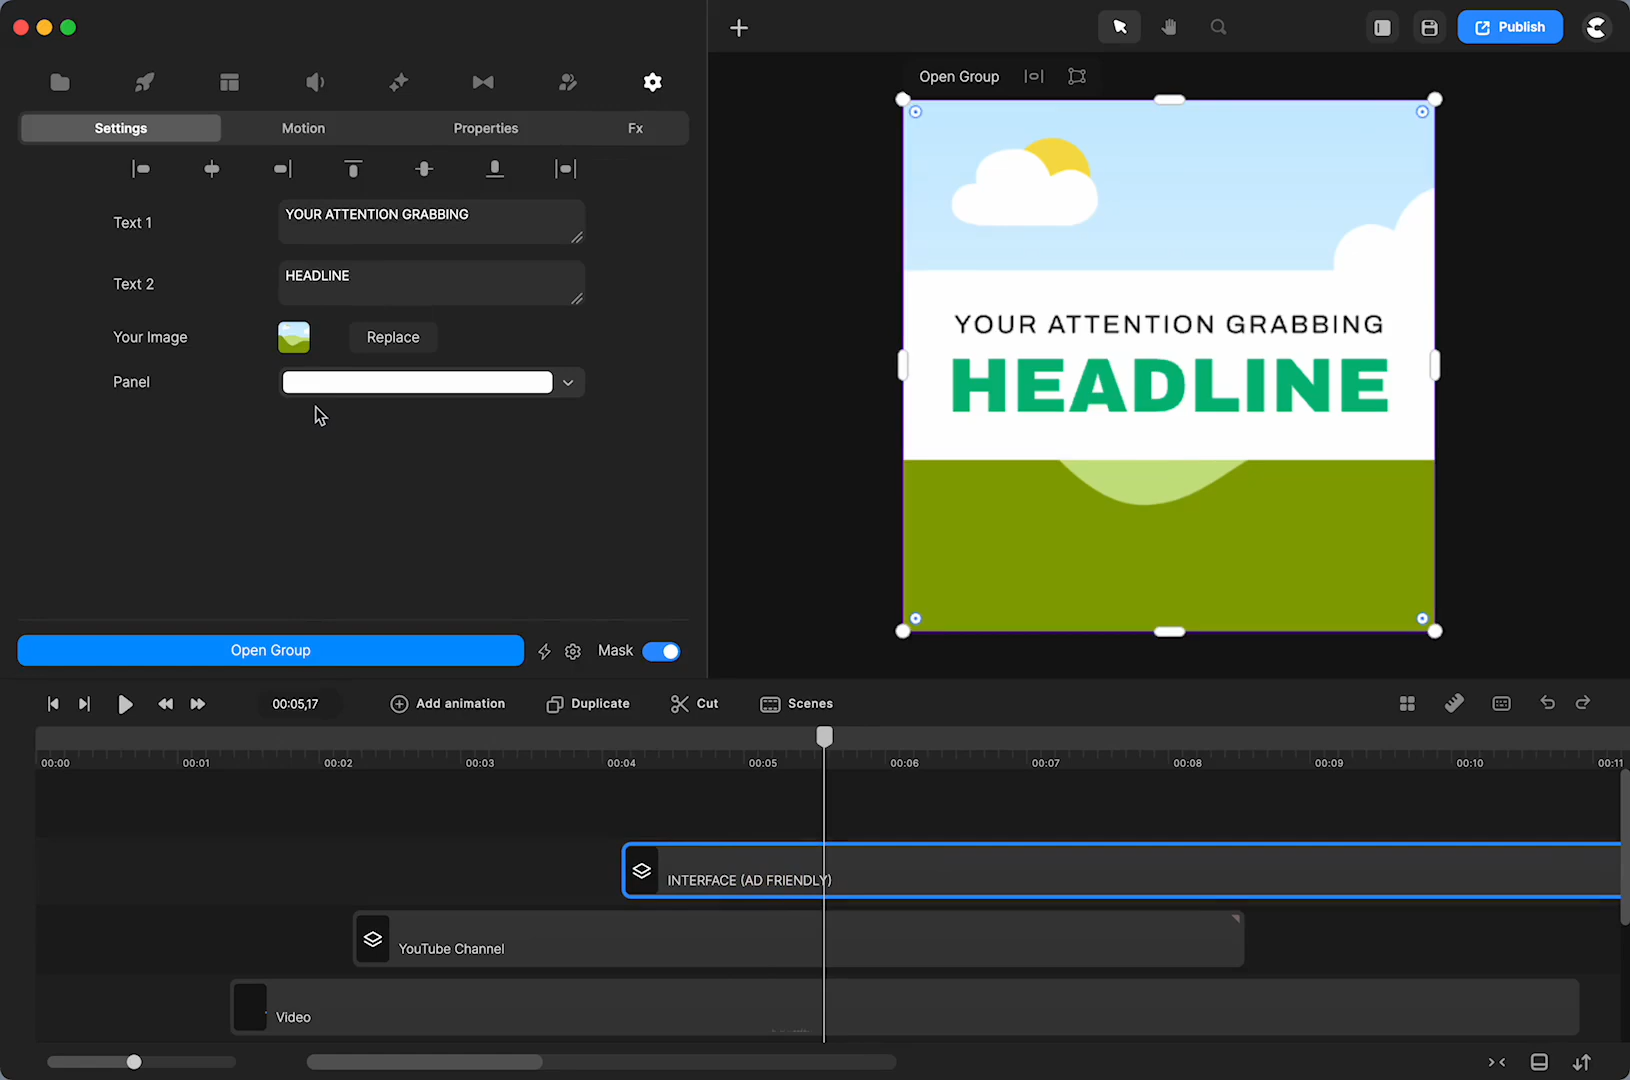 Publish
Open Group
Settings
Motion
Properties
Fx
Text 1
YOUR ATTENTION GRABBING
Text 2
HEADLINE
Your Image
Replace
Panel
YOUR ATTENTION GRABBING
HEADLINE
Open Group
Mask
00:05,17
Add animation
Duplicate
Cut
Scenes
00:00
00:01
00:02
00:03
00:04
00:05
00:06
00:07
00:08
00:09
00:10
00:11
INTERFACE (AD FRIENDLY)
YouTube Channel
Video